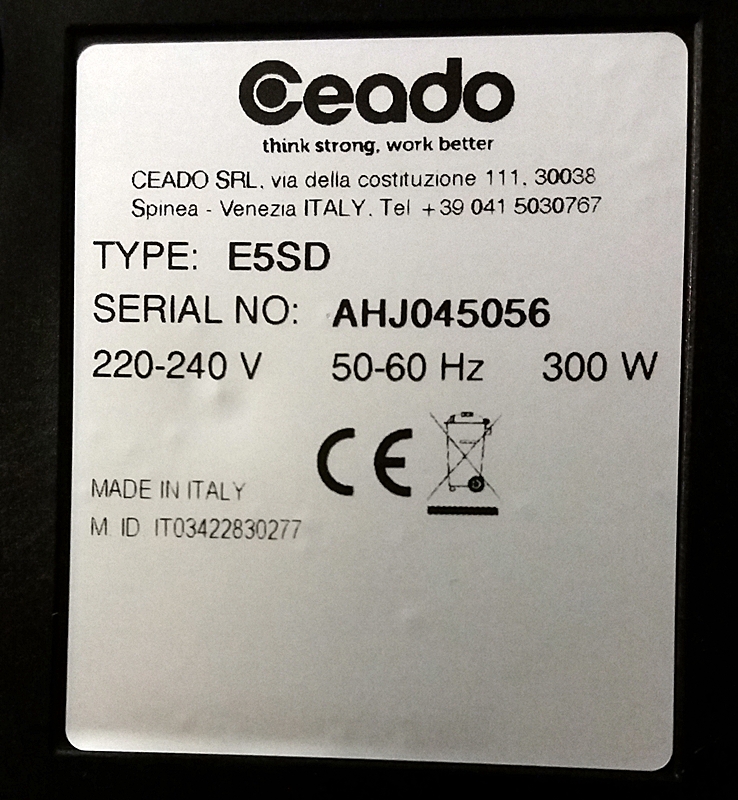 Ceado
think strong, work better
CEADO SRL, via della costituzione 111, 30038
Spinea - Venezia ITALY. Tel +39 041 5030767
TYPE: E5SD
SERIAL NO: AHJ045056
220-240 V 50-60 Hz 300 W
CE
MADE IN ITALY
M. ID IT03422830277